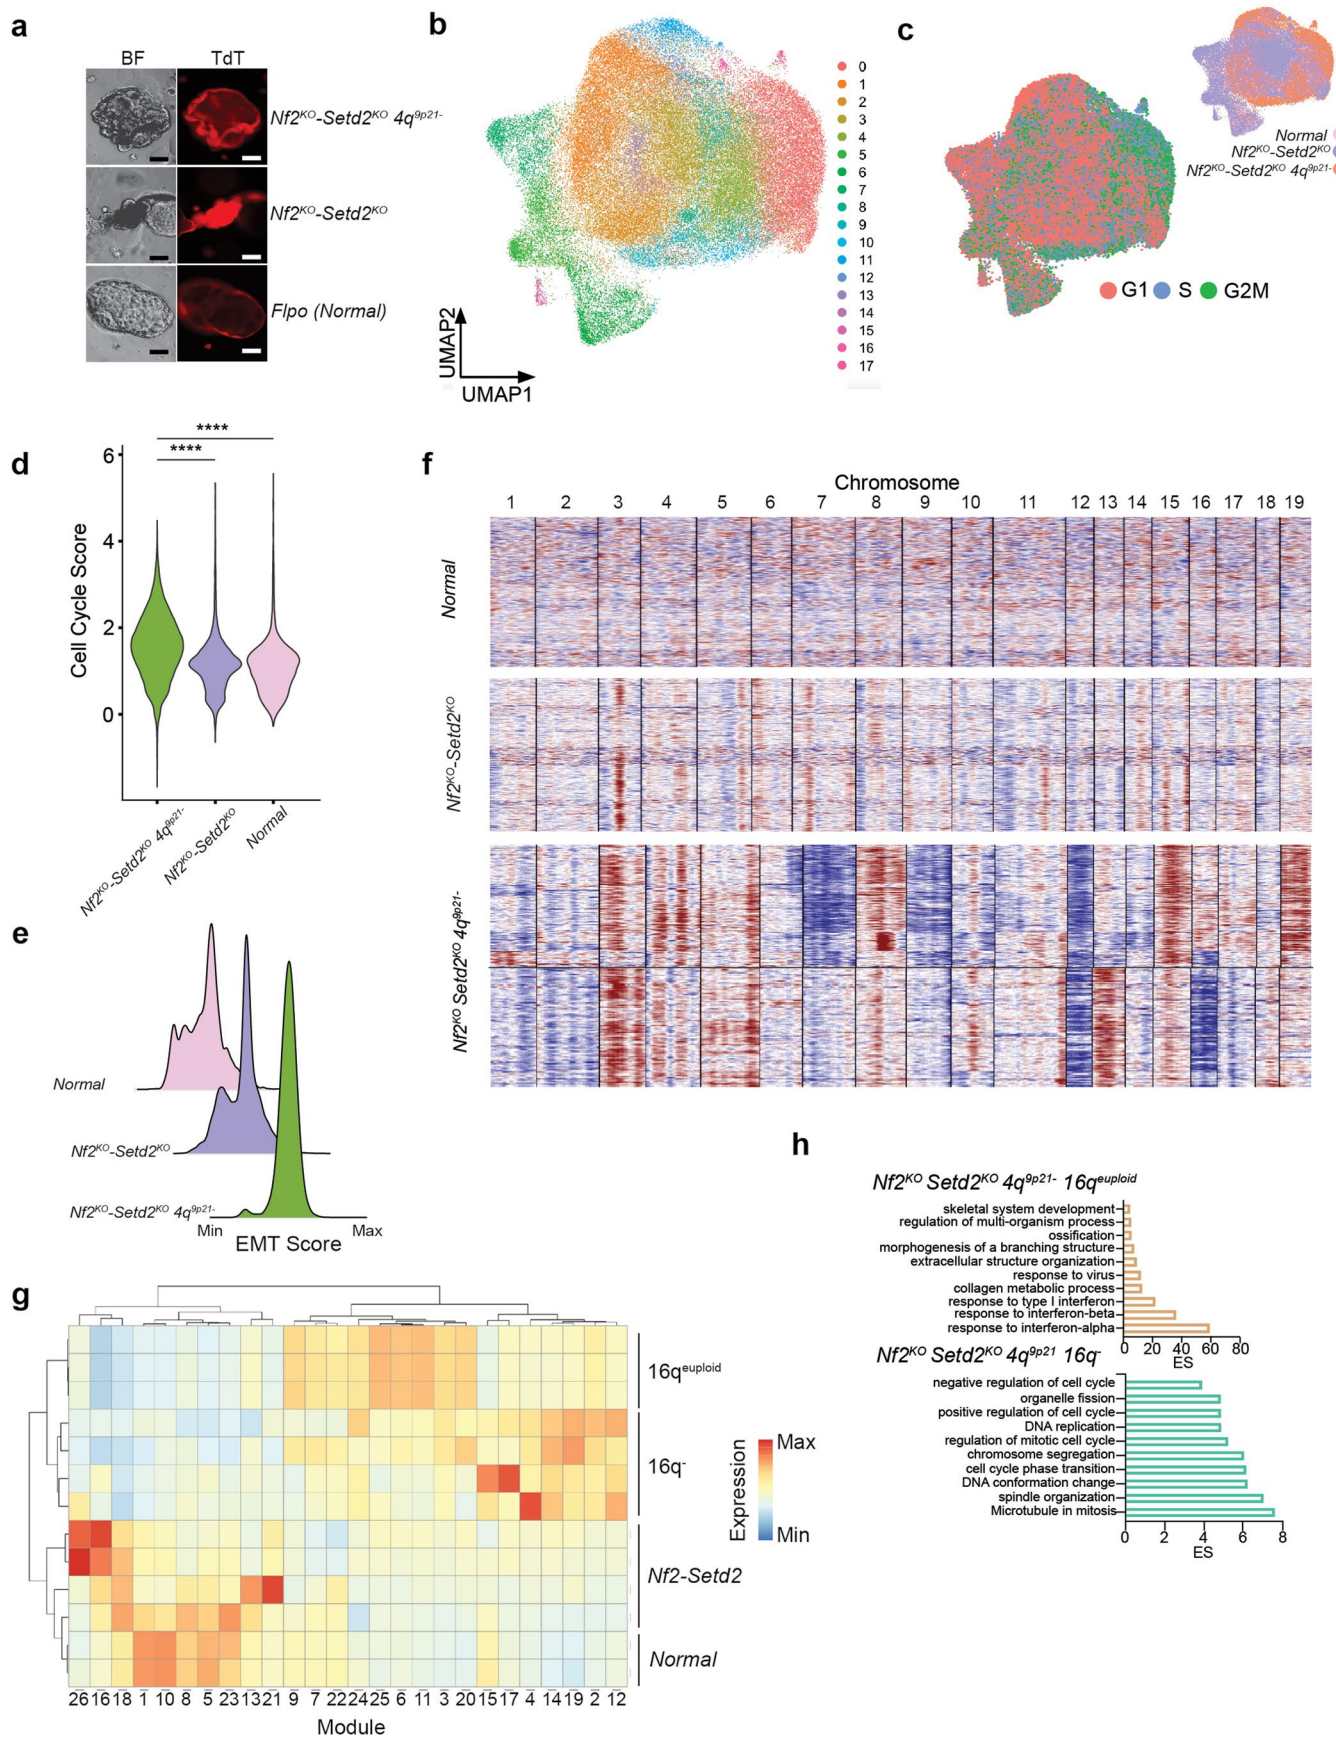 a
BF TdT
Nf2KO-Setd2KO 4q9p21-
Nf2KO-Setd2KO
Flpo (Normal)
b
0
1
2
3
4
5
6
7
8
9
10
11
12
13
14
15
16
17
UMAP2
UMAP1
c
Normal
Nf2KO-Setd2KO
Nf2KO-Setd2KO 4q9p21-
G1 S G2M
d
****
****
6
4
2
0
Cell Cycle Score
Nf2KO-Setd2KO 4q9p21-
Nf2KO-Setd2KO
Normal
e
Normal
Nf2KO-Setd2KO
Nf2KO-Setd2KO 4q9p21-
Min Max
EMT Score
f
Chromosome
1 2 3 4 5 6 7 8 9 10 11 12 13 14 15 16 17 18 19
Normal
Nf2KO-Setd2KO
Nf2KO Setd2KO 4q9p21-
g
16qeuploid
16q-
Nf2-Setd2
Normal
Expression
Max
Min
26 16 18 1 10 8 5 23 13 21 9 7 22 24 25 6 11 3 20 15 17 4 14 19 2 12
Module
h
Nf2KO Setd2KO 4q9p21- 16qeuploid
skeletal system development
regulation of multi-organism process
ossification
morphogenesis of a branching structure
extracellular structure organization
response to virus
collagen metabolic process
response to type I interferon
response to interferon-beta
response to interferon-alpha
0 20 40 60 80
ES
Nf2KO Setd2KO 4q9p21 16q-
negative regulation of cell cycle
organelle fission
positive regulation of cell cycle
DNA replication
regulation of mitotic cell cycle
chromosome segregation
cell cycle phase transition
DNA conformation change
spindle organization
Microtubule in mitosis
0 2 4 6 8
ES